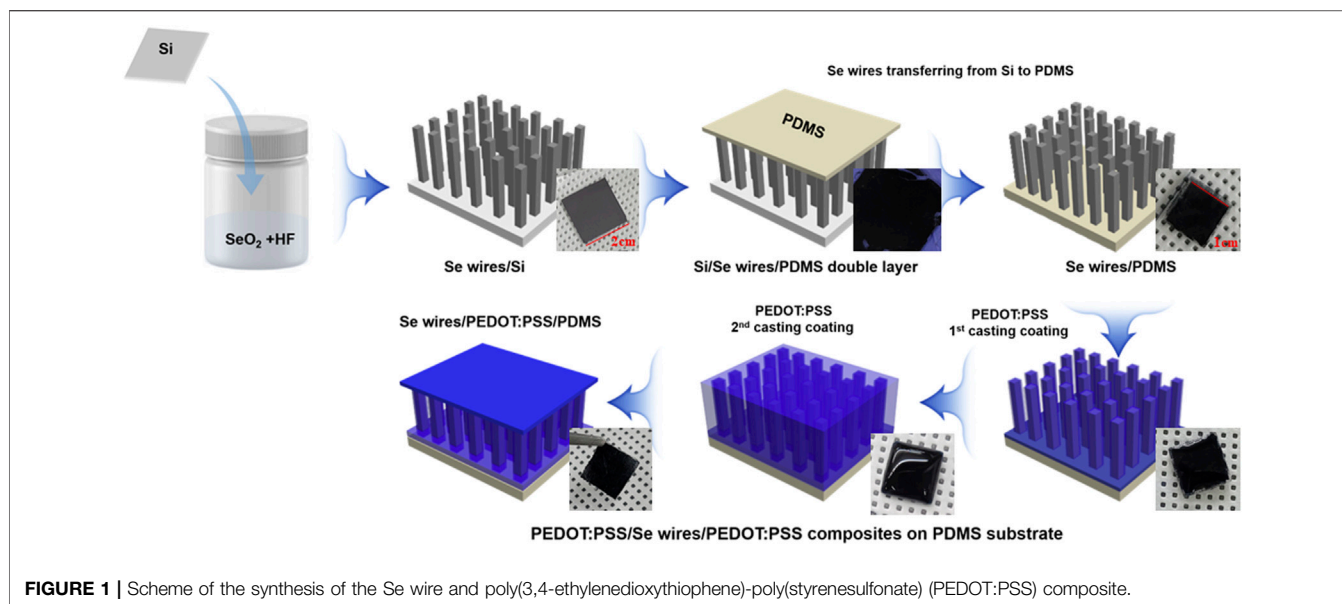 Si
SeO₂ +HF
Se wires/Si
2cm
PDMS
Si/Se wires/PDMS double layer
Se wires transferring from Si to PDMS
1cm
Se wires/PDMS
PEDOT:PSS
1st casting coating
PEDOT:PSS
2nd casting coating
Se wires/PEDOT:PSS/PDMS
PEDOT:PSS/Se wires/PEDOT:PSS composites on PDMS substrate
FIGURE 1 | Scheme of the synthesis of the Se wire and poly(3,4-ethylenedioxythiophene)-poly(styrenesulfonate) (PEDOT:PSS) composite.